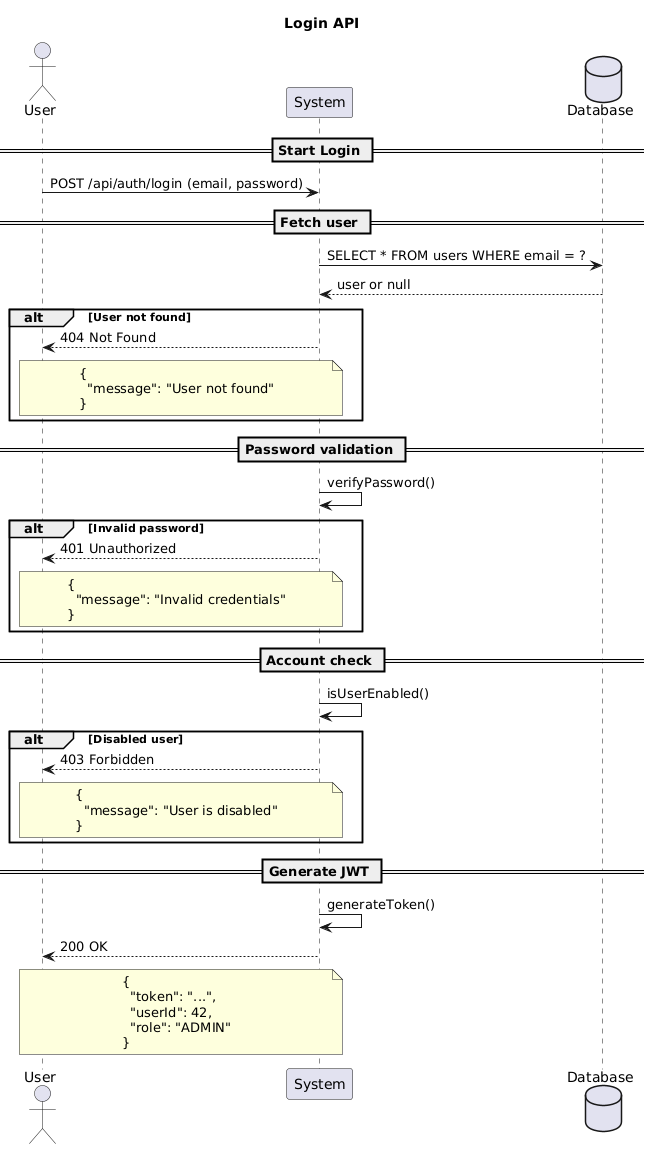 Login API
User
System
Database
Start Login
POST /api/auth/login (email, password)
Fetch user
SELECT * FROM users WHERE email = ?
user or null
alt [User not found]
404 Not Found
{
"message": "User not found"
}
Password validation
verifyPassword()
alt [Invalid password]
401 Unauthorized
{
"message": "Invalid credentials"
}
Account check
isUserEnabled()
alt [Disabled user]
403 Forbidden
{
"message": "User is disabled"
}
Generate JWT
generateToken()
200 OK
{
"token": "...",
"userId": 42,
"role": "ADMIN"
}
User
System
Database